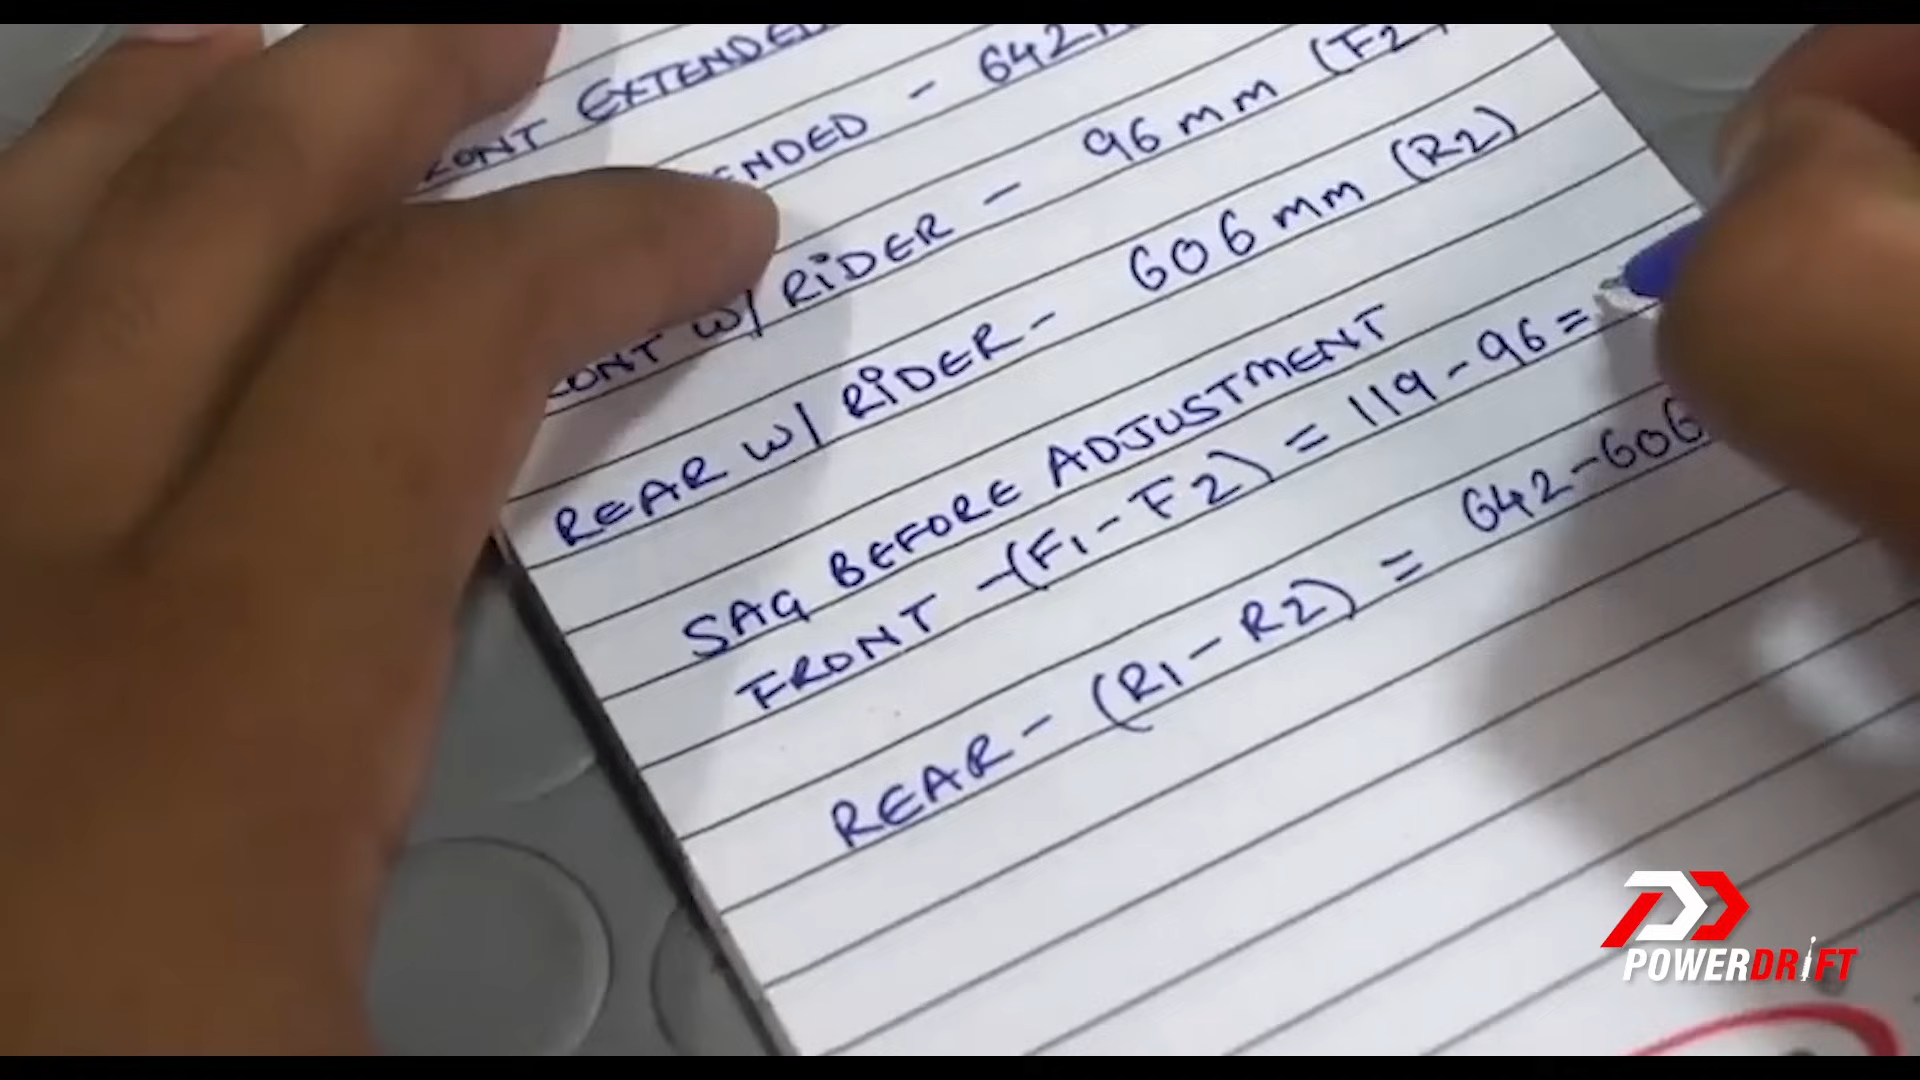 FRONT EXTENDED
ENDED - 642
FRONT W/ RIDER - 96 mm (F2)
REAR W/ RIDER - 606 mm (R2)
SAG BEFORE ADJUSTMENT
FRONT - (F1 - F2) = 119 - 96 =
REAR - (R1 - R2) = 642 - 606
POWERDRIFT